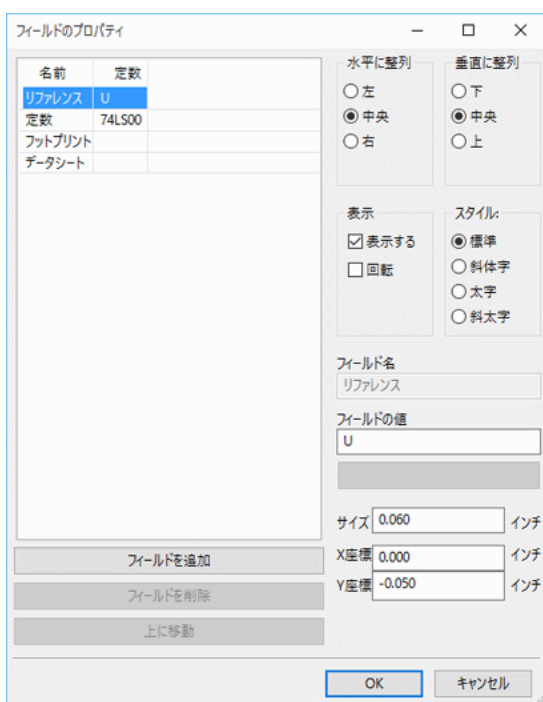 フィールドのプロパティ
名前 定数
リファレンス U
定数 74LS00
フットプリント
データシート
フィールドを追加
フィールドを削除
上に移動
水平に整列
左
中央
右
垂直に整列
下
中央
上
表示
表示する
回転
スタイル:
標準
斜体字
太字
斜太字
フィールド名
リファレンス
フィールドの値
U
サイズ 0.060 インチ
X座標 0.000 インチ
Y座標 -0.050 インチ
OK キャンセル